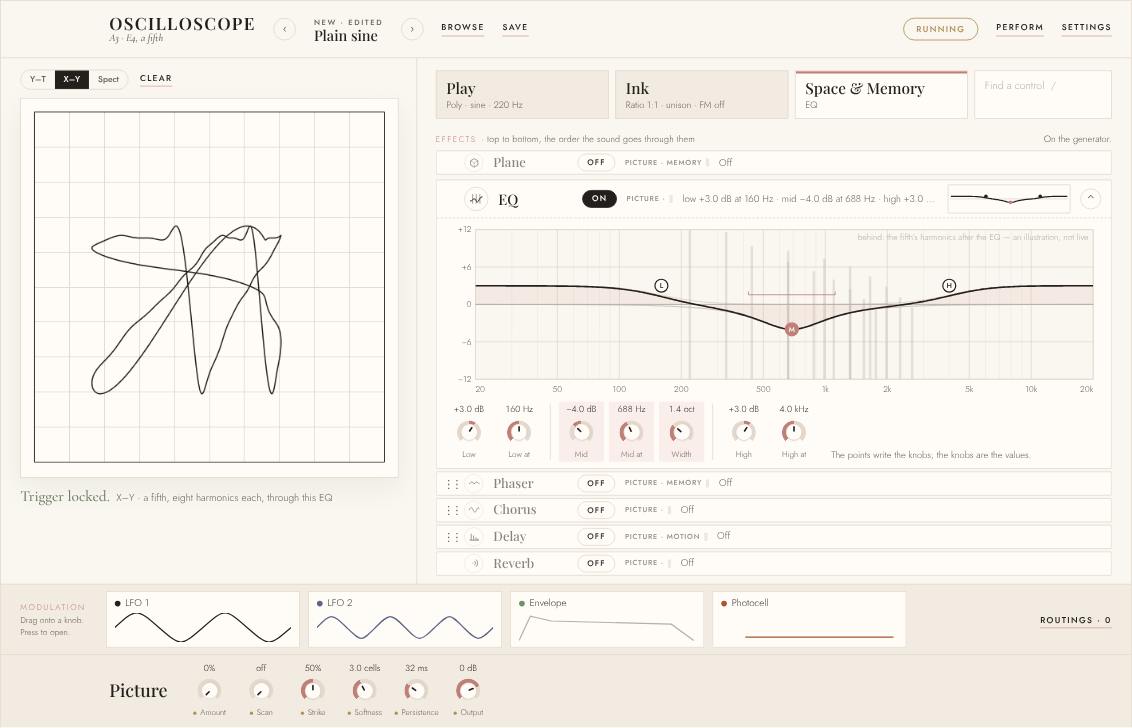 OSCILLOSCOPE
A3 · E4, a fifth
‹
NEW · EDITED
Plain sine
›
BROWSE
SAVE
RUNNING
PERFORM
SETTINGS
Y–T
X–Y
Spect
CLEAR
Play
Poly · sine · 220 Hz
Ink
Ratio 1:1 · unison · FM off
Space & Memory
EQ
Find a control /
EFFECTS · top to bottom, the order the sound goes through them
On the generator.
Plane
OFF
PICTURE · MEMORY
Off
EQ
ON
PICTURE ·
low +3.0 dB at 160 Hz · mid −4.0 dB at 688 Hz · high +3.0 …
behind: the fifth's harmonics after the EQ — an illustration, not live
+12
+6
0
−6
−12
L
M
H
20 50 100 200 500 1k 2k 5k 10k 20k
+3.0 dB 160 Hz −4.0 dB 688 Hz 1.4 oct +3.0 dB 4.0 kHz
Low Low at Mid Mid at Width High High at
The points write the knobs; the knobs are the values.
Phaser
OFF
PICTURE · MEMORY
Off
Chorus
OFF
PICTURE ·
Off
Delay
OFF
PICTURE · MOTION
Off
Reverb
OFF
PICTURE ·
Off
Trigger locked. X–Y · a fifth, eight harmonics each, through this EQ
MODULATION
Drag onto a knob.
Press to open.
LFO 1
LFO 2
Envelope
Photocell
ROUTINGS · 0
Picture
0% off 50% 3.0 cells 32 ms 0 dB
Amount Scan Strike Softness Persistence Output